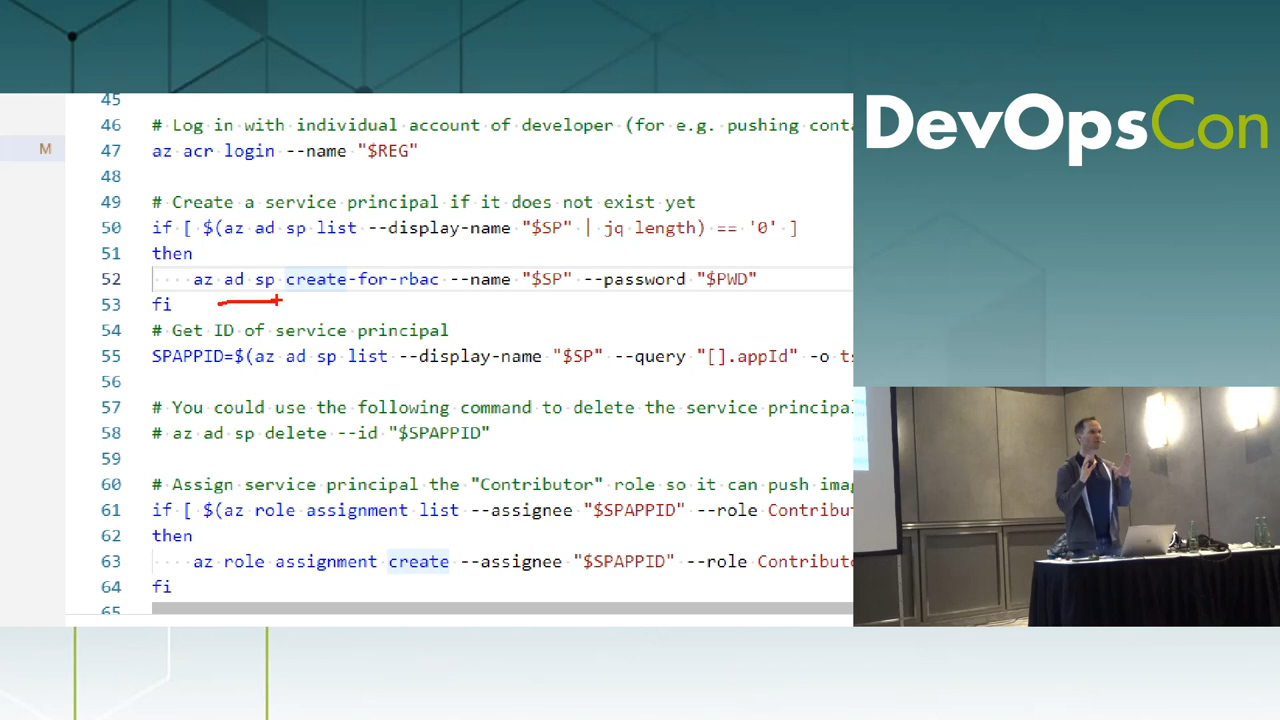 45
46 # Log in with individual account of developer (for e.g. pushing conta
47 az acr login --name "$REG"
48
49 # Create a service principal if it does not exist yet
50 if [ $(az ad sp list --display-name "$SP" | jq length) == '0' ]
51 then
M
52 az ad sp create-for-rbac --name "$SP" --password "$PWD"
53 fi
54 # Get ID of service principal
55 SPAPPID=$(az ad sp list --display-name "$SP" --query "[].appId" -o ts
56
57 # You could use the following command to delete the service principal
58 # az ad sp delete --id "$SPAPPID"
59
60 # Assign service principal the "Contributor" role so it can push imag
61 if [ $(az role assignment list --assignee "$SPAPPID" --role Contribut
62 then
63 az role assignment create --assignee "$SPAPPID" --role Contribut
64 fi
65
DevOpsCon